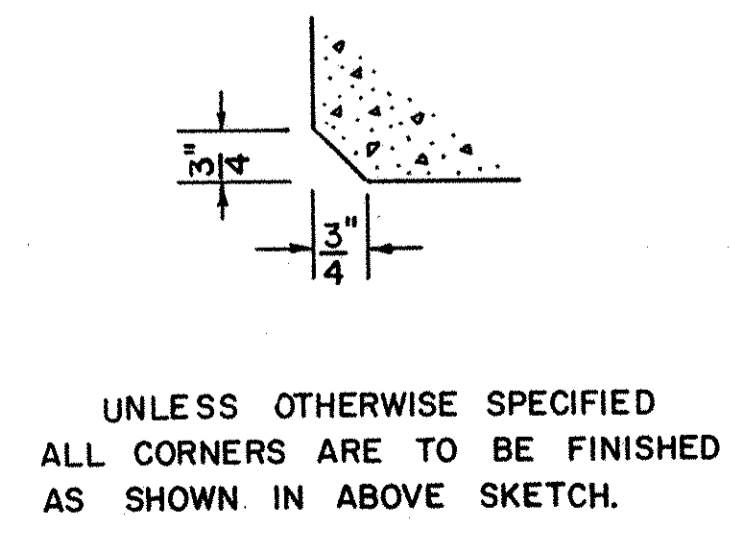 3"
4
3"
4
UNLESS OTHERWISE SPECIFIED
ALL CORNERS ARE TO BE FINISHED
AS SHOWN IN ABOVE SKETCH.